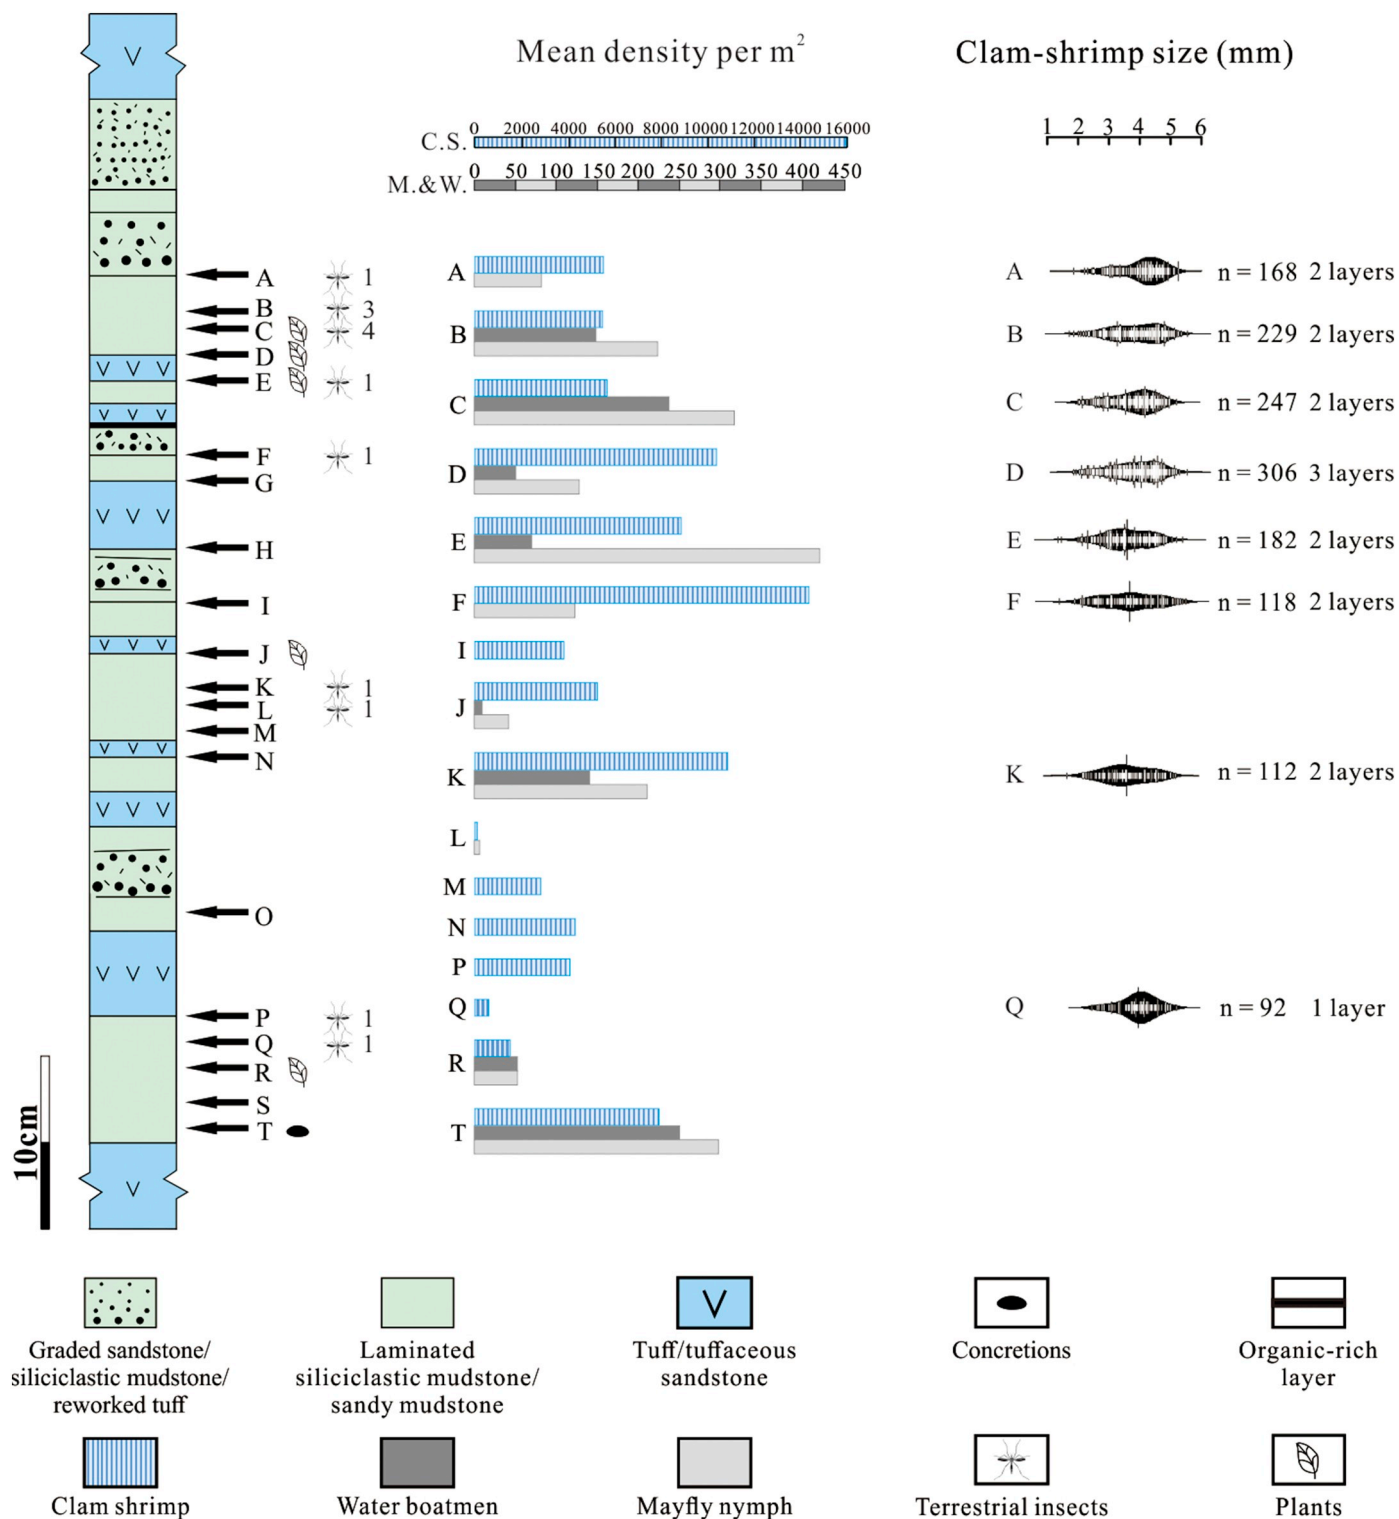 Mean density per m²
Clam-shrimp size (mm)
0 2000 4000 6000 8000 10000 12000 14000 16000
C.S.
0 50 100 150 200 250 300 350 400 450
M.&W.
1 2 3 4 5 6
V
A 1
B 3
C 4
D
V V V
E 1
V V V
F 1
G
V V V
H
I
V V V
J
K 1
L 1
M
V V V
N
V V V
O
V V V
P 1
Q 1
R
S
T
V
10cm
A
B
C
D
E
F
I
J
K
L
M
N
P
Q
R
T
A n = 168 2 layers
B n = 229 2 layers
C n = 247 2 layers
D n = 306 3 layers
E n = 182 2 layers
F n = 118 2 layers
K n = 112 2 layers
Q n = 92 1 layer
Graded sandstone/
siliciclastic mudstone/
reworked tuff
Laminated
siliciclastic mudstone/
sandy mudstone
V
Tuff/tuffaceous
sandstone
Concretions
Organic-rich
layer
Clam shrimp
Water boatmen
Mayfly nymph
Terrestrial insects
Plants